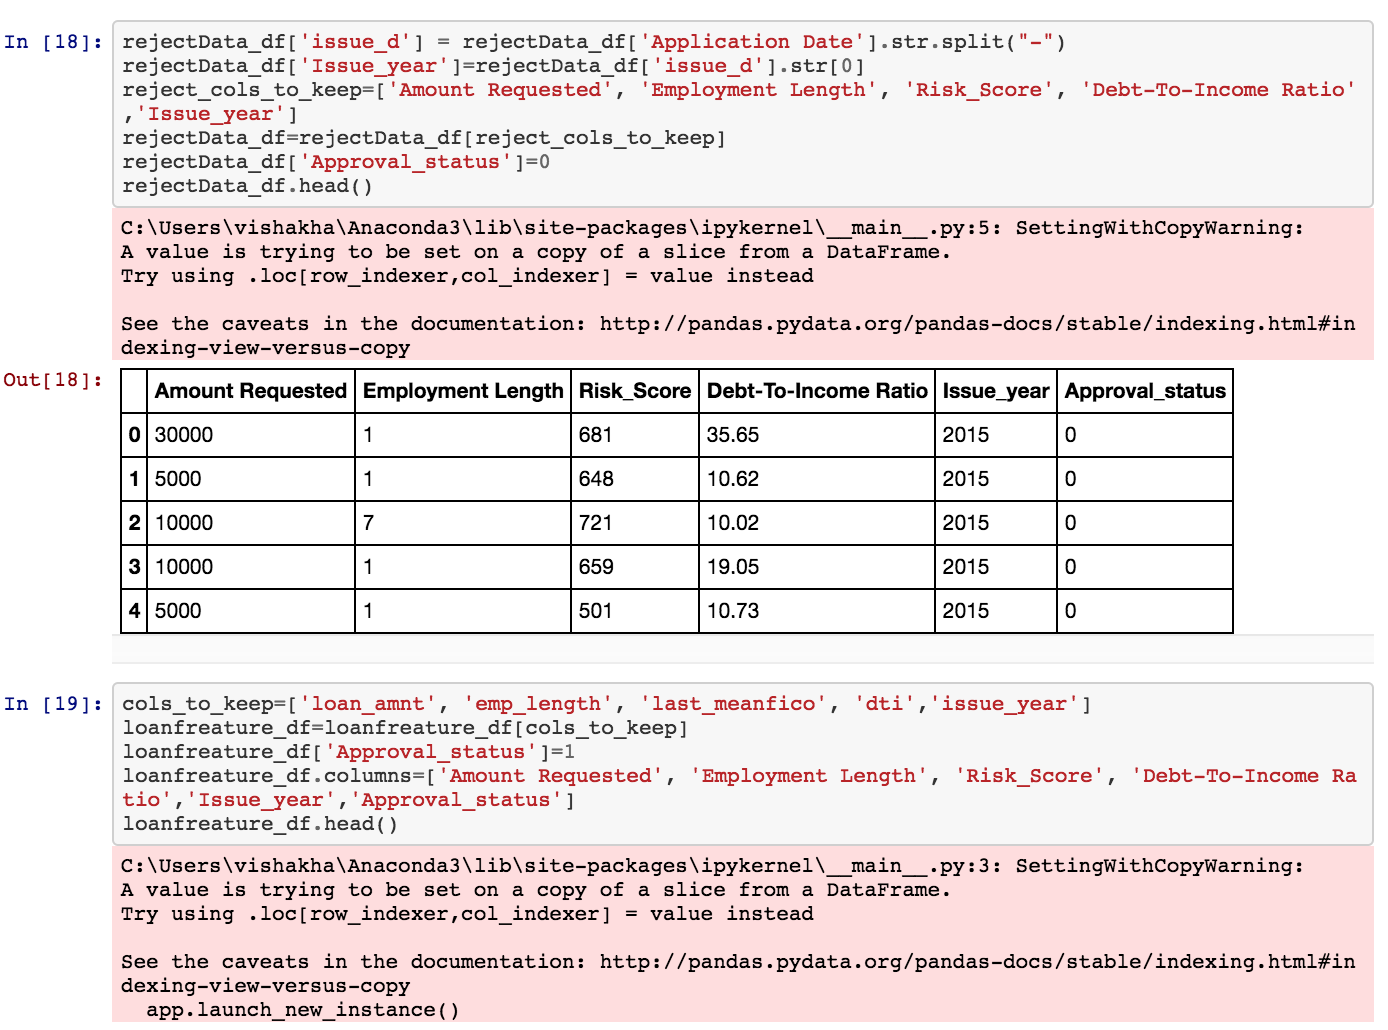 In [18]: rejectData_df['issue_d'] = rejectData_df['Application Date'].str.split("-")
rejectData_df['Issue_year']=rejectData_df['issue_d'].str[0]
reject_cols_to_keep=['Amount Requested', 'Employment Length', 'Risk_Score', 'Debt-To-Income Ratio'
,'Issue_year']
rejectData_df=rejectData_df[reject_cols_to_keep]
rejectData_df['Approval_status']=0
rejectData_df.head()
C:\Users\vishakha\Anaconda3\lib\site-packages\ipykernel\__main__.py:5: SettingWithCopyWarning:
A value is trying to be set on a copy of a slice from a DataFrame.
Try using .loc[row_indexer,col_indexer] = value instead
See the caveats in the documentation: http://pandas.pydata.org/pandas-docs/stable/indexing.html#in
dexing-view-versus-copy
Out[18]:
Amount Requested Employment Length Risk_Score Debt-To-Income Ratio Issue_year Approval_status
0 30000 1 681 35.65 2015 0
1 5000 1 648 10.62 2015 0
2 10000 7 721 10.02 2015 0
3 10000 1 659 19.05 2015 0
4 5000 1 501 10.73 2015 0
In [19]: cols_to_keep=['loan_amnt', 'emp_length', 'last_meanfico', 'dti','issue_year']
loanfreature_df=loanfreature_df[cols_to_keep]
loanfreature_df['Approval_status']=1
loanfreature_df.columns=['Amount Requested', 'Employment Length', 'Risk_Score', 'Debt-To-Income Ra
tio','Issue_year','Approval_status']
loanfreature_df.head()
C:\Users\vishakha\Anaconda3\lib\site-packages\ipykernel\__main__.py:3: SettingWithCopyWarning:
A value is trying to be set on a copy of a slice from a DataFrame.
Try using .loc[row_indexer,col_indexer] = value instead
See the caveats in the documentation: http://pandas.pydata.org/pandas-docs/stable/indexing.html#in
dexing-view-versus-copy
app.launch_new_instance()